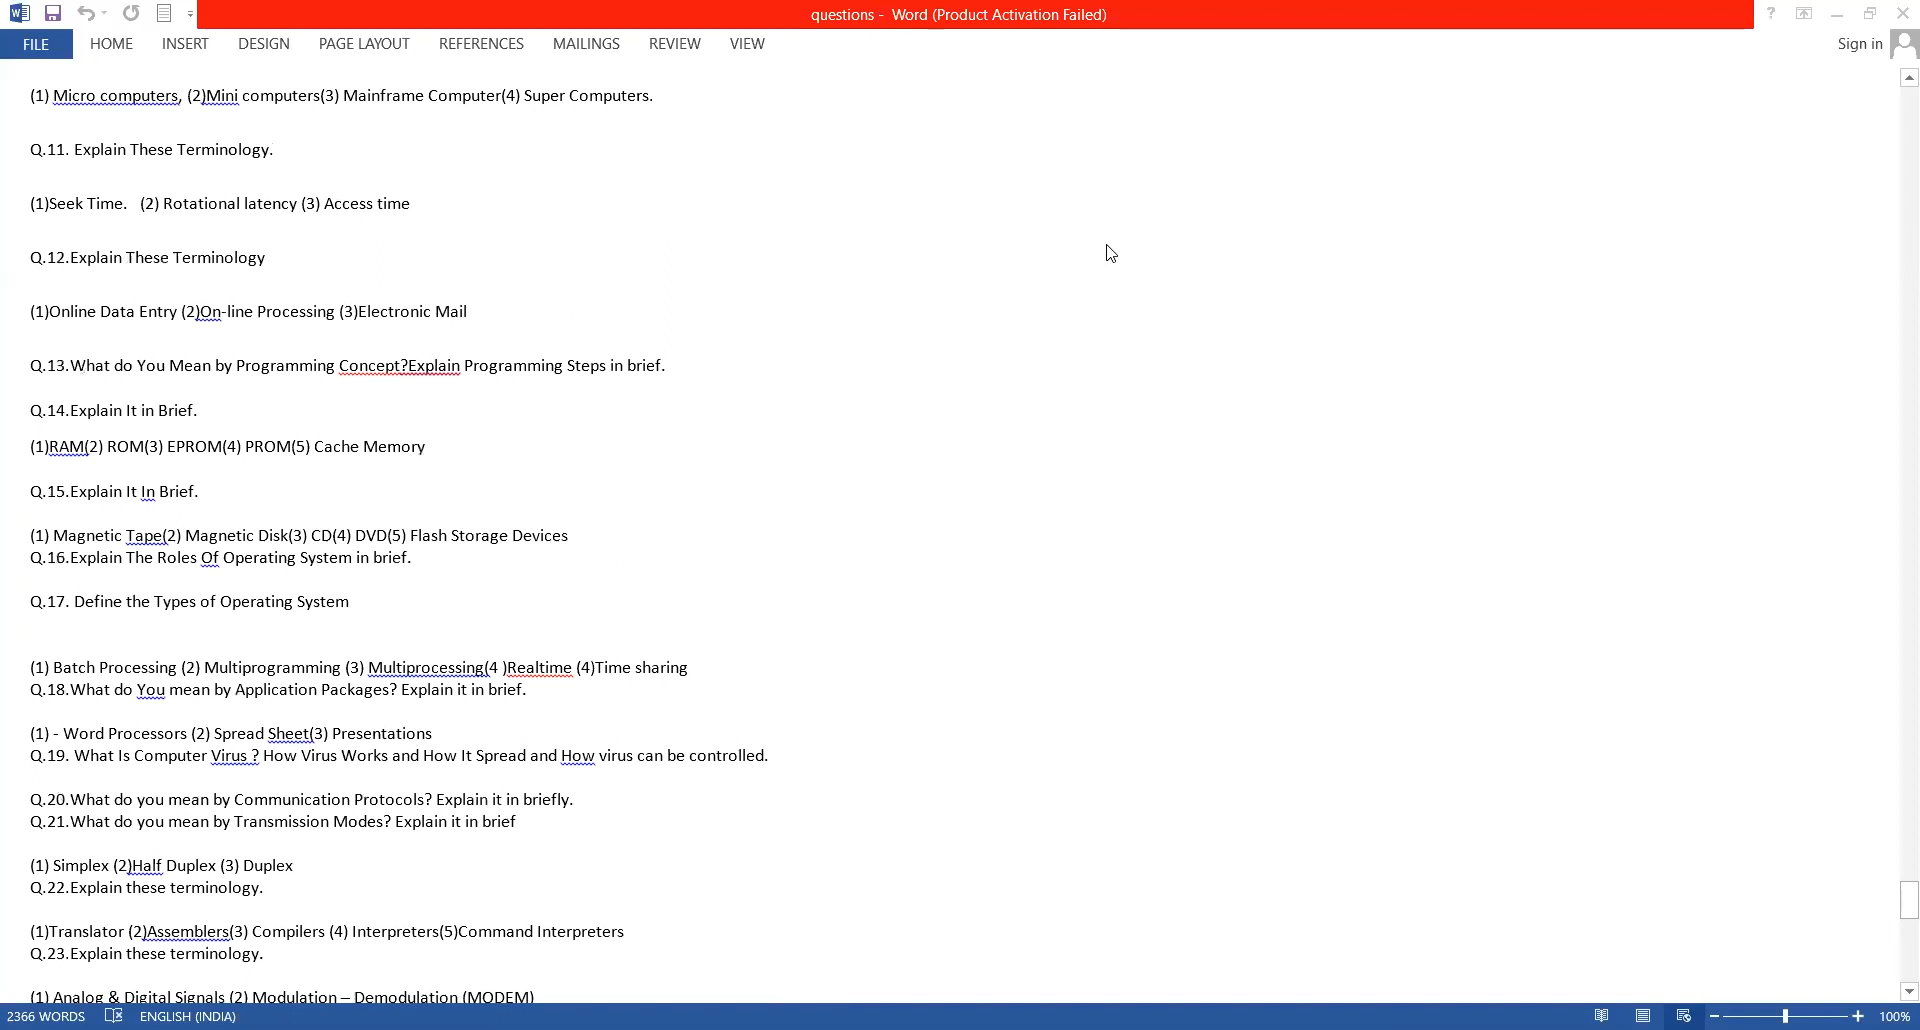 questions - Word (Product Activation Failed)
?
FILE HOME INSERT DESIGN PAGE LAYOUT REFERENCES MAILINGS REVIEW VIEW Sign in
(1) Micro computers, (2)Mini computers(3) Mainframe Computer(4) Super Computers.
Q.11. Explain These Terminology.
(1)Seek Time. (2) Rotational latency (3) Access time
Q.12.Explain These Terminology
(1)Online Data Entry (2)On-line Processing (3)Electronic Mail
Q.13.What do You Mean by Programming Concept?Explain Programming Steps in brief.
Q.14.Explain It in Brief.
(1)RAM(2) ROM(3) EPROM(4) PROM(5) Cache Memory
Q.15.Explain It In Brief.
(1) Magnetic Tape(2) Magnetic Disk(3) CD(4) DVD(5) Flash Storage Devices
Q.16.Explain The Roles Of Operating System in brief.
Q.17. Define the Types of Operating System
(1) Batch Processing (2) Multiprogramming (3) Multiprocessing(4 )Realtime (4)Time sharing
Q.18.What do You mean by Application Packages? Explain it in brief.
(1) - Word Processors (2) Spread Sheet(3) Presentations
Q.19. What Is Computer Virus ? How Virus Works and How It Spread and How virus can be controlled.
Q.20.What do you mean by Communication Protocols? Explain it in briefly.
Q.21.What do you mean by Transmission Modes? Explain it in brief
(1) Simplex (2)Half Duplex (3) Duplex
Q.22.Explain these terminology.
(1)Translator (2)Assemblers(3) Compilers (4) Interpreters(5)Command Interpreters
Q.23.Explain these terminology.
(1) Analog & Digital Signals (2) Modulation – Demodulation (MODEM)
2366 WORDS ENGLISH (INDIA) 100%